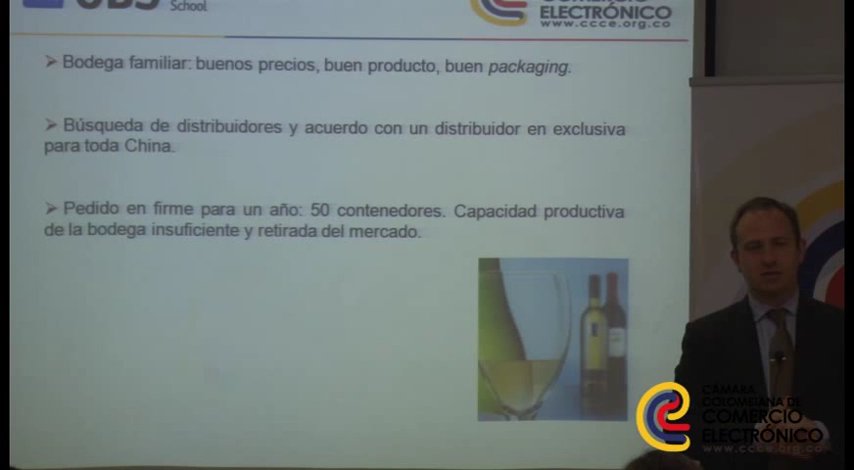 School
ELECTRÓNICO
www.ccce.org.co
➤ Bodega familiar: buenos precios, buen producto, buen packaging.
➤ Búsqueda de distribuidores y acuerdo con un distribuidor en exclusiva
para toda China.
➤ Pedido en firme para un año: 50 contenedores. Capacidad productiva
de la bodega insuficiente y retirada del mercado.
CÁMARA
COLOMBIANA DE
COMERCIO
ELECTRÓNICO
www.ccce.org.co